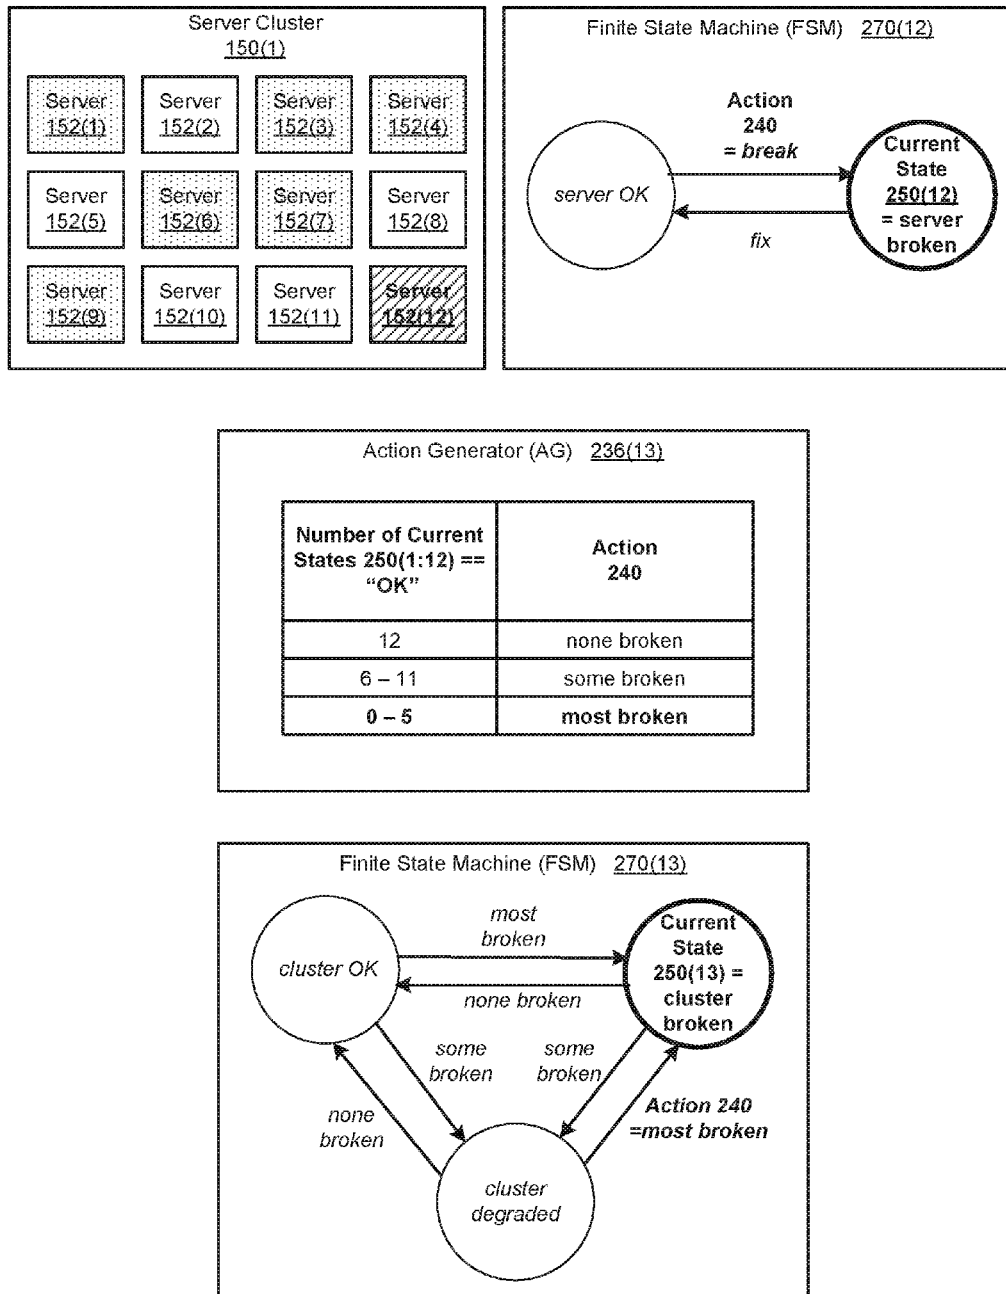 Server Cluster
150(1)
Server
152(1)
Server
152(2)
Server
152(3)
Server
152(4)
Server
152(5)
Server
152(6)
Server
152(7)
Server
152(8)
Server
152(9)
Server
152(10)
Server
152(11)
Server
152(12)
Finite State Machine (FSM) 270(12)
server OK
Action
240
= break
fix
Current
State
250(12)
= server
broken
Action Generator (AG) 236(13)
Number of Current
States 250(1:12) ==
“OK”
Action
240
12
none broken
6 – 11
some broken
0 – 5
most broken
Finite State Machine (FSM) 270(13)
cluster OK
most
broken
none broken
Current
State
250(13) =
cluster
broken
some
broken
some
broken
none
broken
Action 240
=most broken
cluster
degraded